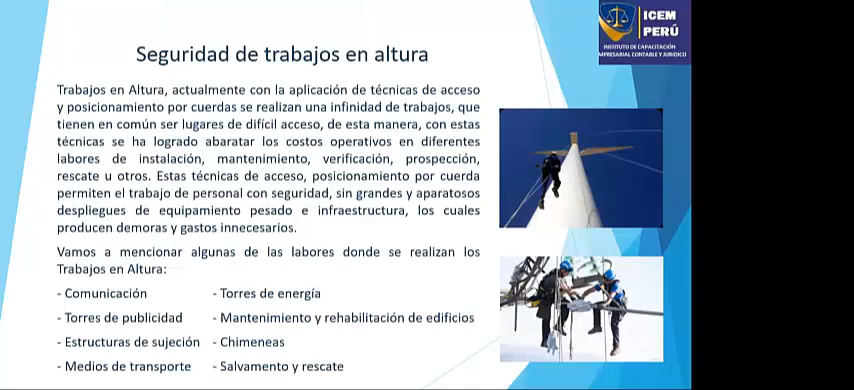 ICEM
PERÚ
INSTITUTO DE CAPACITACIÓN
EMPRESARIAL CONTABLE Y JURIDICO
Seguridad de trabajos en altura
Trabajos en Altura, actualmente con la aplicación de técnicas de acceso
y posicionamiento por cuerdas se realizan una infinidad de trabajos, que
tienen en común ser lugares de difícil acceso, de esta manera, con estas
técnicas se ha logrado abaratar los costos operativos en diferentes
labores de instalación, mantenimiento, verificación, prospección,
rescate u otros. Estas técnicas de acceso, posicionamiento por cuerda
permiten el trabajo de personal con seguridad, sin grandes y aparatosos
despliegues de equipamiento pesado e infraestructura, los cuales
producen demoras y gastos innecesarios.
Vamos a mencionar algunas de las labores donde se realizan los
Trabajos en Altura:
- Comunicación - Torres de energía
- Torres de publicidad - Mantenimiento y rehabilitación de edificios
- Estructuras de sujeción - Chimeneas
- Medios de transporte - Salvamento y rescate